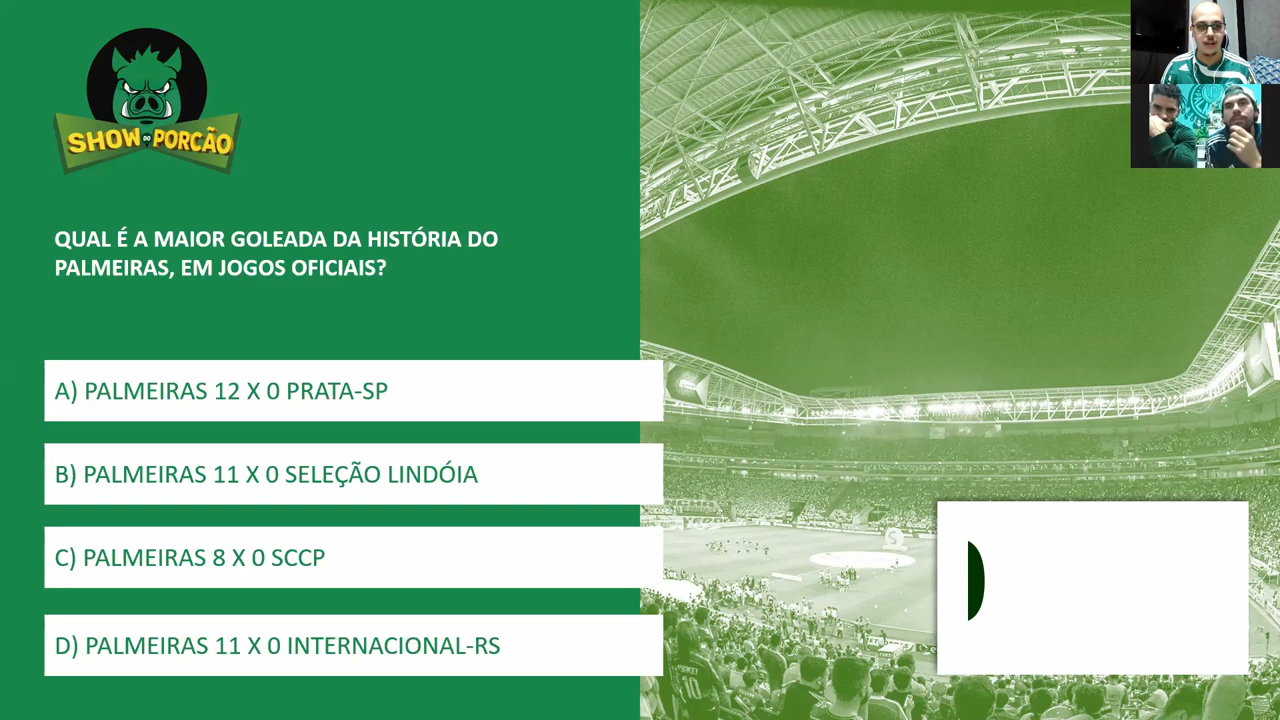 SHOW DO PORCÃO
QUAL É A MAIOR GOLEADA DA HISTÓRIA DO
PALMEIRAS, EM JOGOS OFICIAIS?
A) PALMEIRAS 12 X 0 PRATA-SP
B) PALMEIRAS 11 X 0 SELEÇÃO LINDÓIA
C) PALMEIRAS 8 X 0 SCCP
D) PALMEIRAS 11 X 0 INTERNACIONAL-RS
10